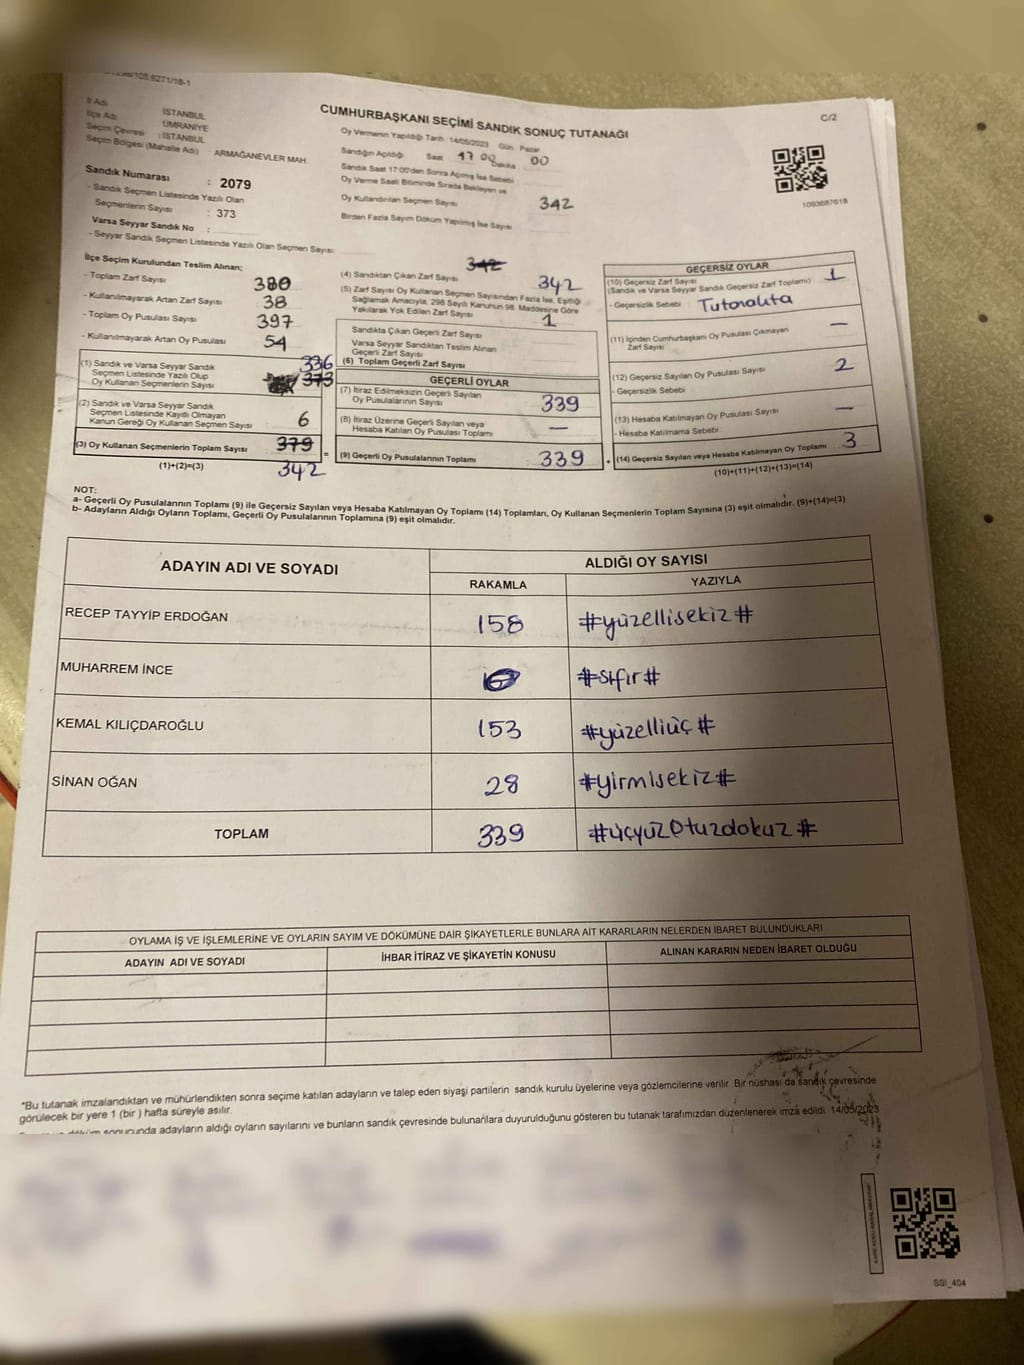 /105.6271/18-1
C/2
CUMHURBAŞKANI SEÇİMİ SANDIK SONUÇ TUTANAĞI
İl Adı İSTANBUL
İlçe Adı ÜMRANİYE
Seçim Çevresi : İSTANBUL
Seçim Bölgesi (Mahalle Adı) : ARMAĞANEVLER MAH.
Oy Vermenin Yapıldığı Tarih 14/05/2023 Gün Pazar
Sandığın Açıldığı Saat 17 00 Dakika 00
Sandık Saat 17:00'den Sonra Açımış İse Sebebi
Oy Verme Saati Bitiminde Sırada Bekleyen ve
Oy Kullandırılan Seçmen Sayısı 342
Birden Fazla Sayım Döküm Yapılmış İse Sayısı
1093687618
Sandık Numarası : 2079
- Sandık Seçmen Listesinde Yazılı Olan
Seçmenlerin Sayısı : 373
Varsa Seyyar Sandık No :
- Seyyar Sandık Seçmen Listesinde Yazılı Olan Seçmen Sayısı:
İlçe Seçim Kurulundan Teslim Alınan;
- Toplam Zarf Sayısı 380
- Kullanılmayarak Artan Zarf Sayısı 38
- Toplam Oy Pusulası Sayısı 397
- Kullanılmayarak Artan Oy Pusulası 54
(1) Sandık ve Varsa Seyyar Sandık
Seçmen Listesinde Yazılı Olup
Oy Kullanan Seçmenlerin Sayısı
336
373
(2) Sandık ve Varsa Seyyar Sandık
Seçmen Listesinde Kayıtlı Olmayan
Kanun Gereği Oy Kullanan Seçmen Sayısı 6
(3) Oy Kullanan Seçmenlerin Toplam Sayısı 379
(1)+(2)=(3) 342
=
342
(4) Sandıktan Çıkan Zarf Sayısı 342
(5) Zarf Sayısı Oy Kullanan Seçmen Sayısından Fazla İse, Eşitliği
Sağlamak Amacıyla, 298 Sayılı Kanunun 98. Maddesine Göre
Yakılarak Yok Edilen Zarf Sayısı 1
Sandıkta Çıkan Geçerli Zarf Sayısı
Varsa Seyyar Sandıktan Teslim Alınan
Geçerli Zarf Sayısı
(6) Toplam Geçerli Zarf Sayısı
GEÇERLİ OYLAR
(7) İtiraz Edilmeksizin Geçerli Sayılan
Oy Pusulalarının Sayısı 339
(8) İtiraz Üzerine Geçerli Sayılan veya
Hesaba Katılan Oy Pusulası Toplamı —
(9) Geçerli Oy Pusulalarının Toplamı 339
+
GEÇERSİZ OYLAR
(10) Geçersiz Zarf Sayısı 1
(Sandık ve Varsa Seyyar Sandık Geçersiz Zarf Toplamı)
- Geçersizlik Sebebi Tutanakta
(11) İçinden Cumhurbaşkanı Oy Pusulası Çıkmayan
Zarf Sayısı —
(12) Geçersiz Sayılan Oy Pusulası Sayısı 2
- Geçersizlik Sebebi
(13) Hesaba Katılmayan Oy Pusulası Sayısı —
- Hesaba Katılmama Sebebi
(14) Geçersiz Sayılan veya Hesaba Katılmayan Oy Toplamı 3
(10)+(11)+(12)+(13)=(14)
NOT:
a- Geçerli Oy Pusulalarının Toplamı (9) ile Geçersiz Sayılan veya Hesaba Katılmayan Oy Toplamı (14) Toplamları, Oy Kullanan Seçmenlerin Toplam Sayısına (3) eşit olmalıdır. (9)+(14)=(3)
b- Adayların Aldığı Oyların Toplamı, Geçerli Oy Pusulalarının Toplamına (9) eşit olmalıdır.
ADAYIN ADI VE SOYADI
ALDIĞI OY SAYISI
RAKAMLA YAZIYLA
RECEP TAYYİP ERDOĞAN 158 #yüzellisekiz#
MUHARREM İNCE #sıfır#
KEMAL KILIÇDAROĞLU 153 #yüzelliüç#
SİNAN OĞAN 28 #yirmisekiz#
TOPLAM 339 #üçyüzotuzdokuz#
OYLAMA İŞ VE İŞLEMLERİNE VE OYLARIN SAYIM VE DÖKÜMÜNE DAİR ŞİKAYETLERLE BUNLARA AİT KARARLARIN NELERDEN İBARET BULUNDUKLARI
ADAYIN ADI VE SOYADI İHBAR İTİRAZ VE ŞİKAYETİN KONUSU ALINAN KARARIN NEDEN İBARET OLDUĞU
*Bu tutanak imzalandıktan ve mühürlendikten sonra seçime katılan adayların ve talep eden siyaşi partilerin sandık kurulu üyelerine veya gözlemcilerine verilir. Bir nüshası da sandık çevresinde
görülecek bir yere 1 (bir ) hafta süreyle asılır.
döküm sonucunda adayların aldığı oyların sayılarını ve bunların sandık çevresinde bulunanlara duyurulduğunu gösteren bu tutanak tarafımızdan düzenlenerek imza edildi. 14/05/2023
SSI_404